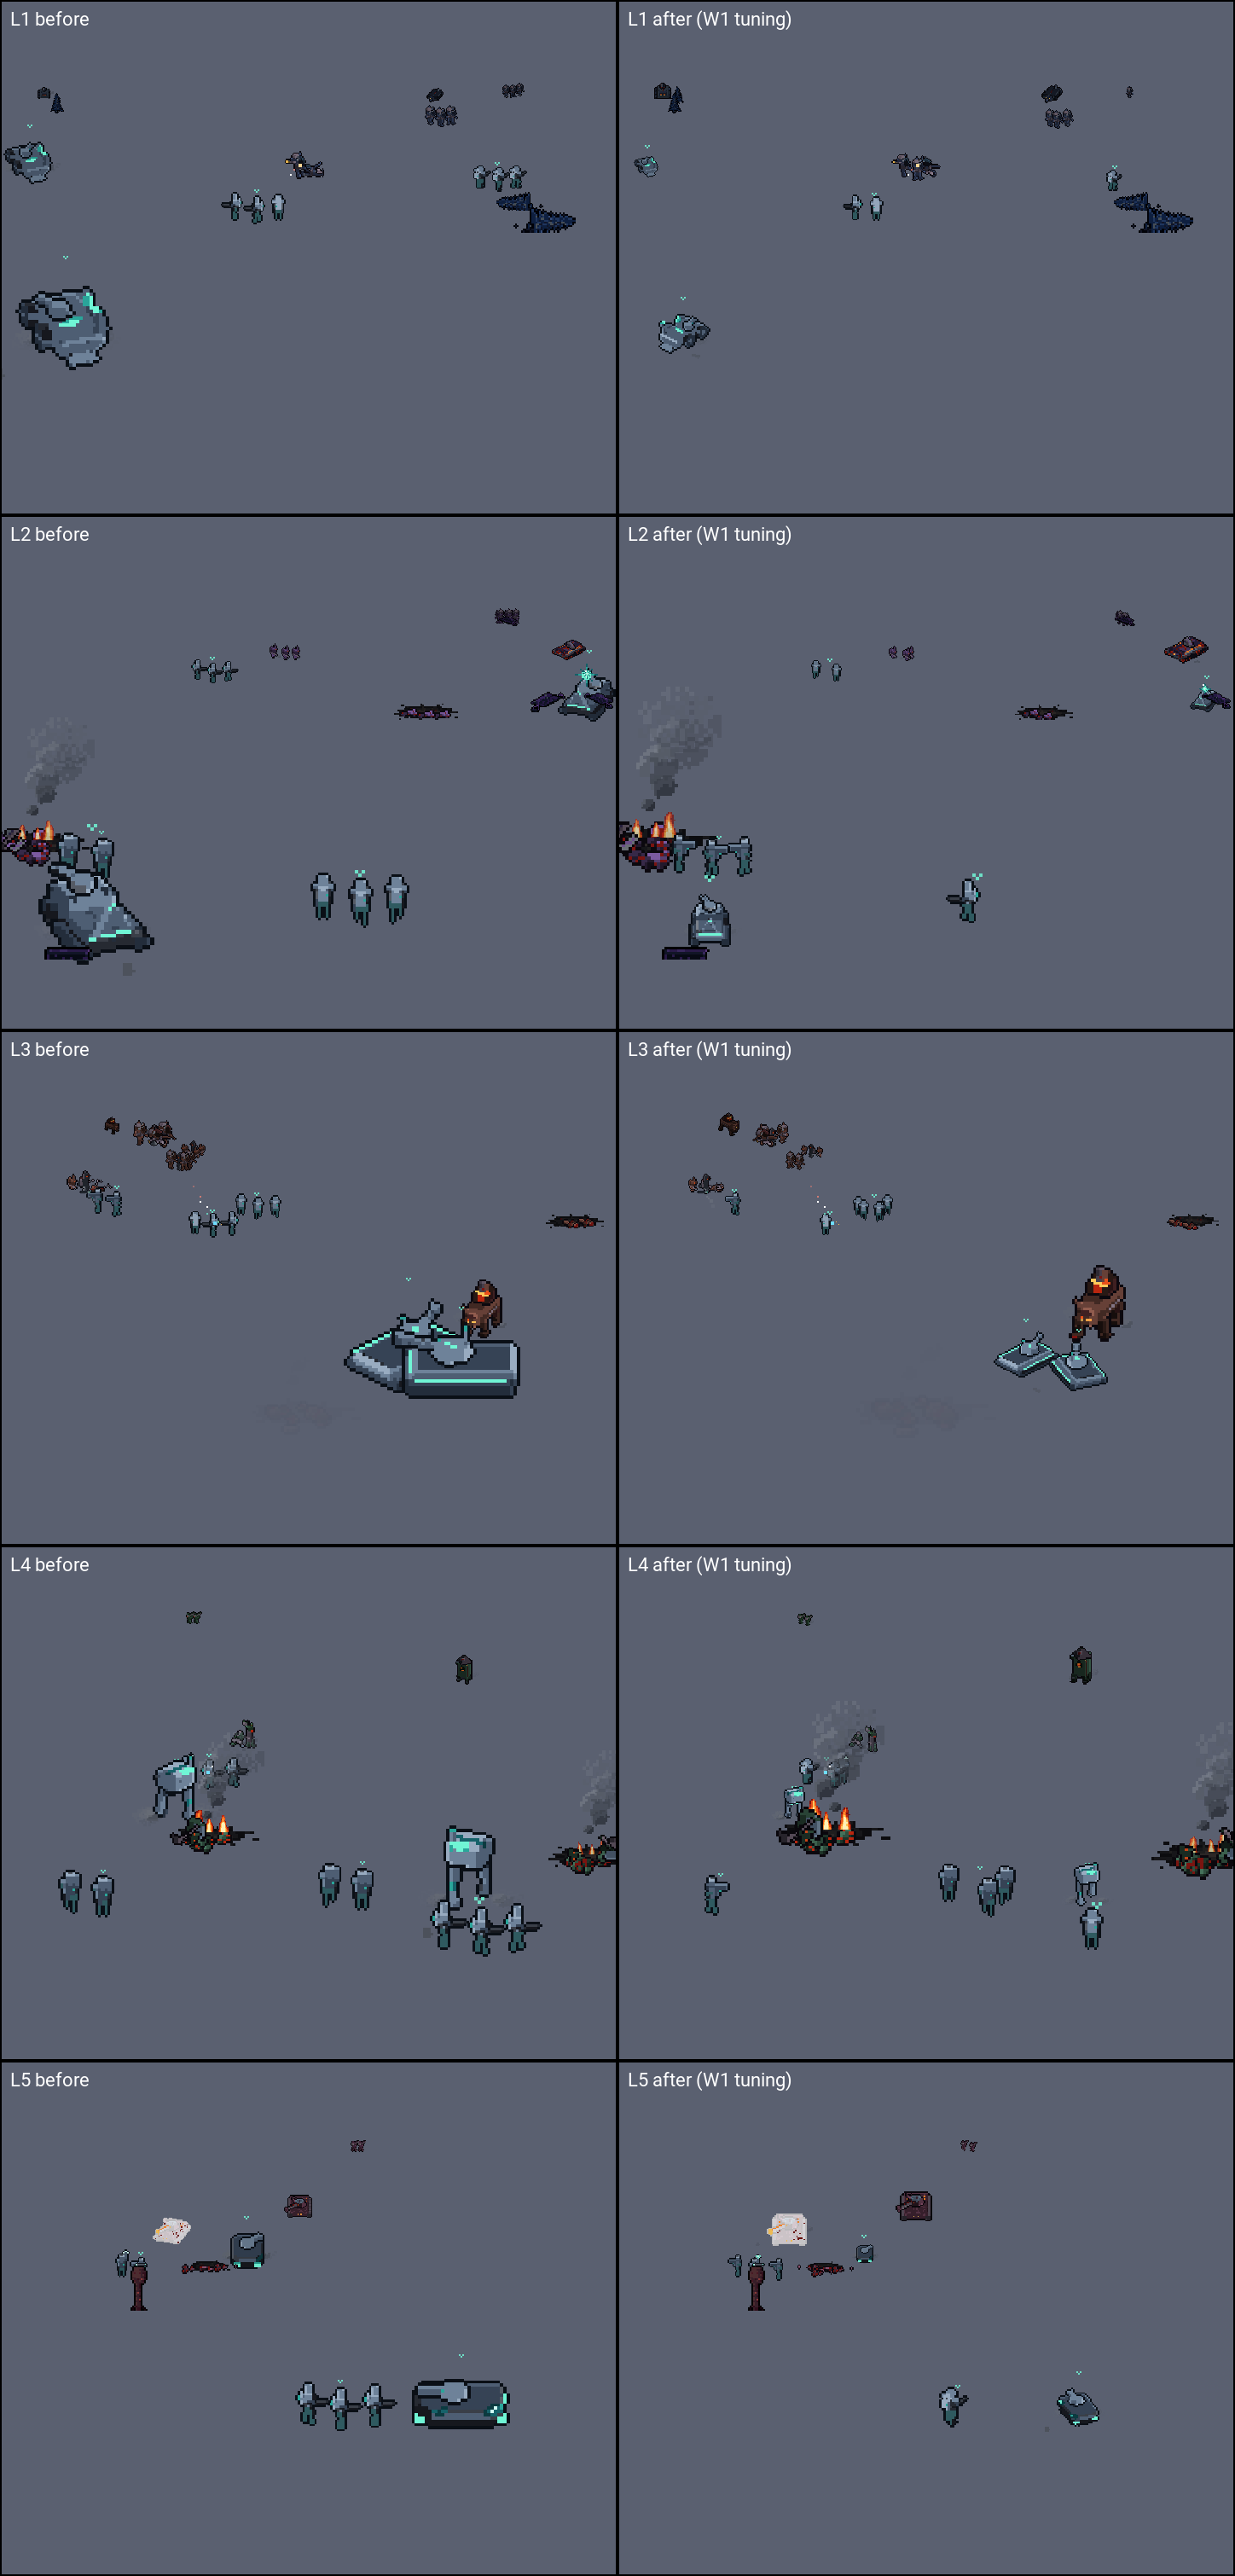 L1 before
L1 after (W1 tuning)
L2 before
L2 after (W1 tuning)
L3 before
L3 after (W1 tuning)
L4 before
L4 after (W1 tuning)
L5 before
L5 after (W1 tuning)